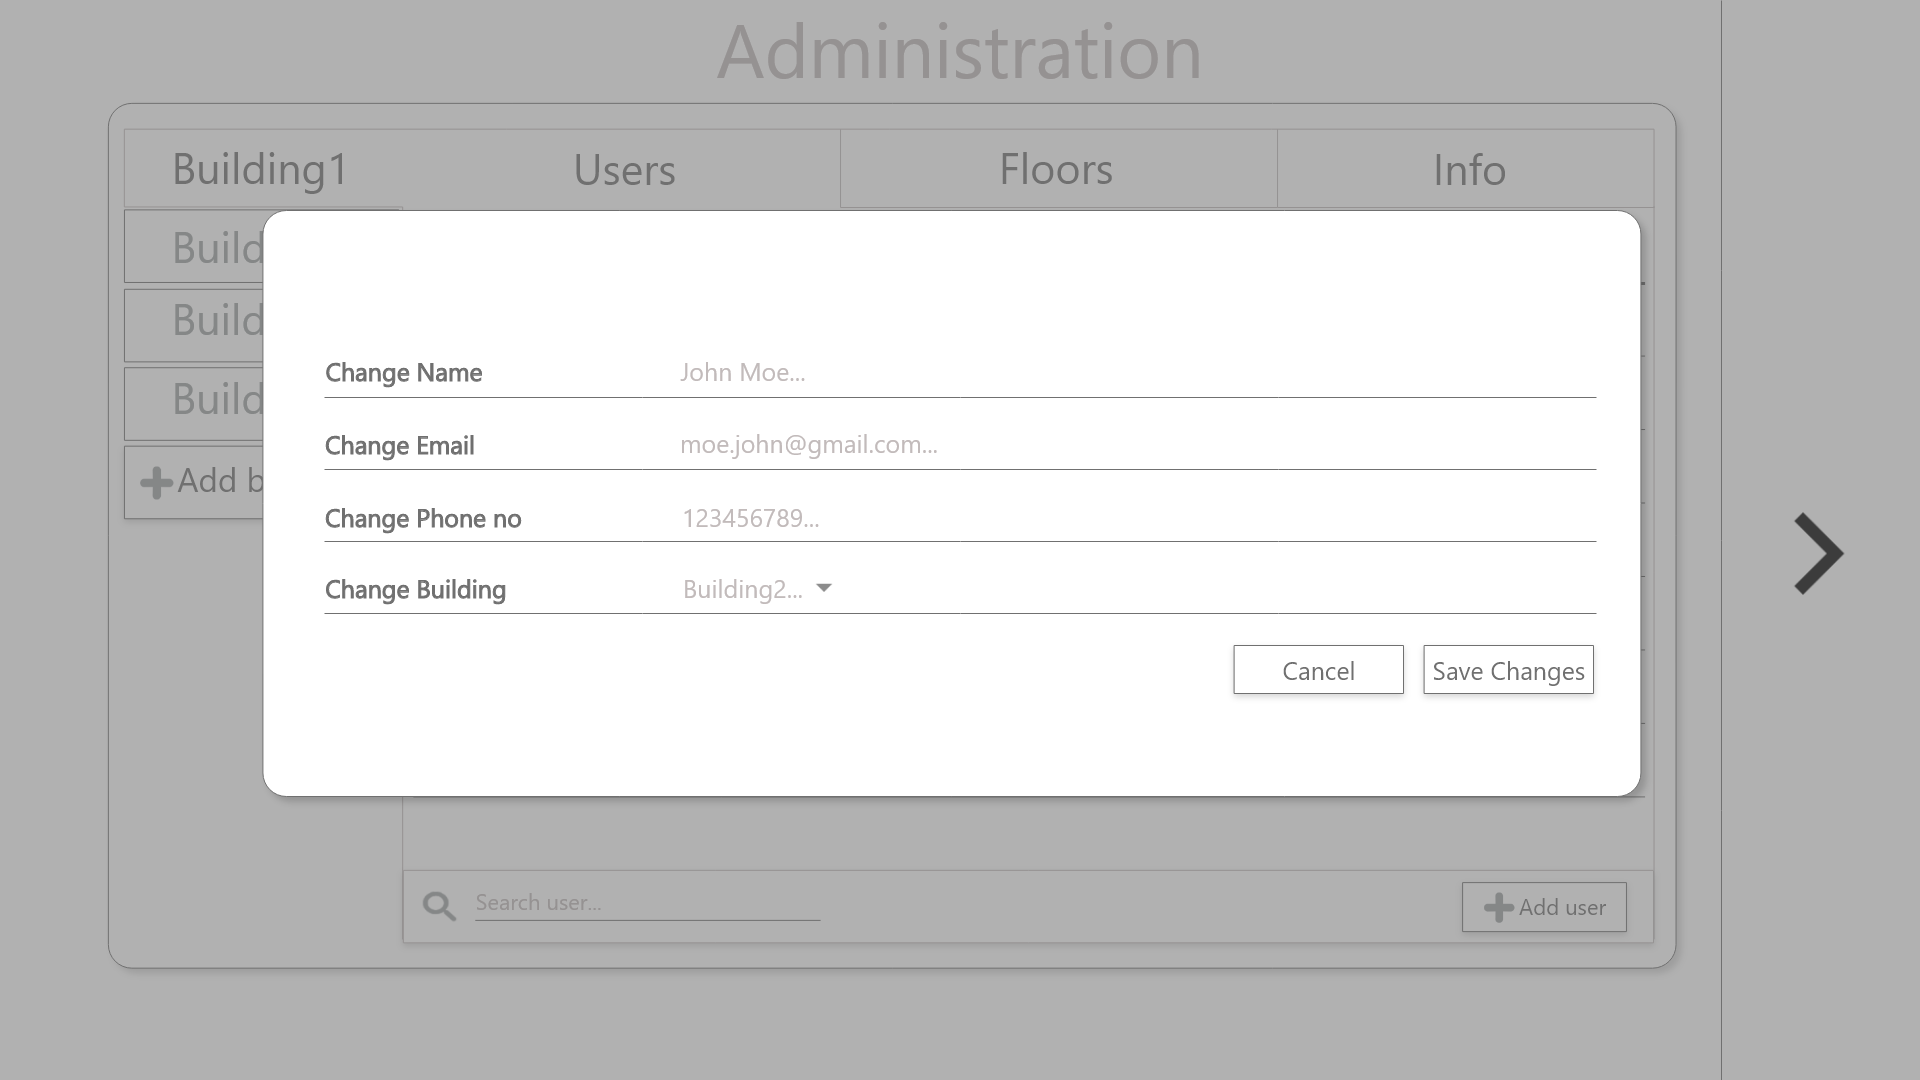 Administration
Building1
Users
Floors
Info
Build
Build
Build
Add b
Change Name
John Moe...
Change Email
moe.john@gmail.com...
Change Phone no
123456789...
Change Building
Building2...
Cancel
Save Changes
Search user...
Add user